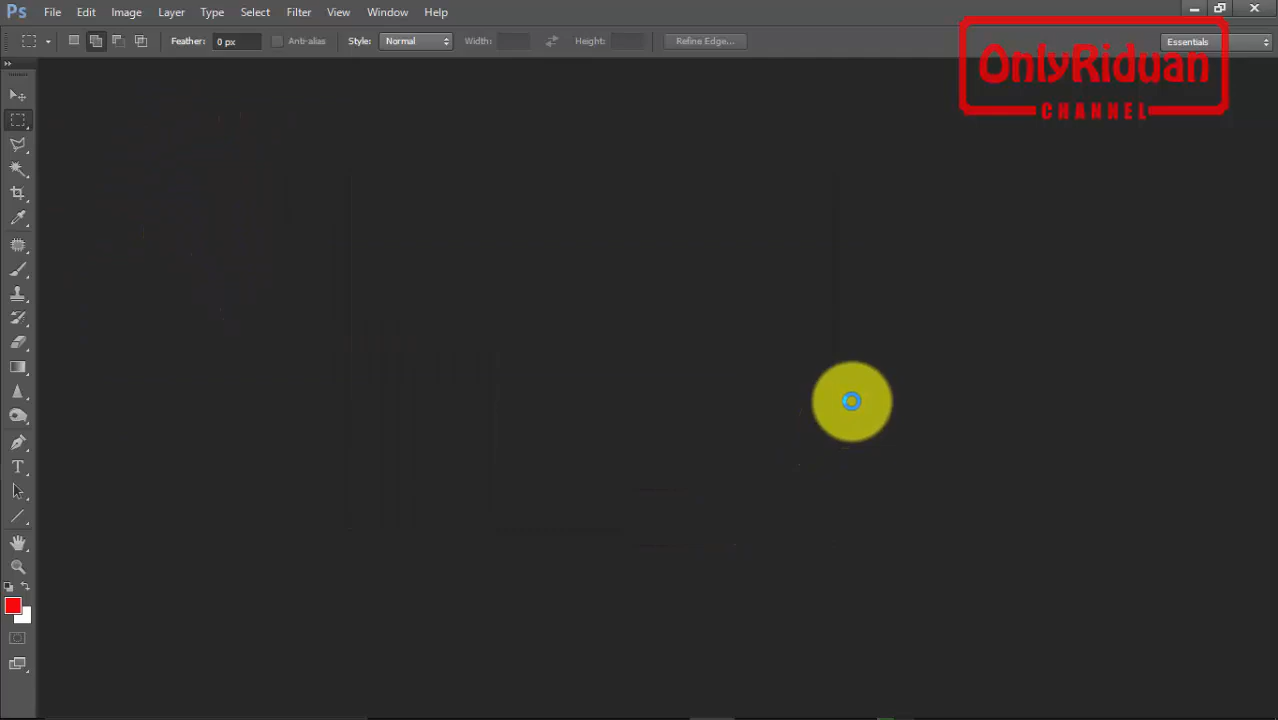 Ps File Edit Image Layer Type Select Filter View Window Help
Feather: 0 px Anti-alias Style: Normal Width: Height: Refine Edge... Essentials
OnlyRiduan
CHANNEL
T